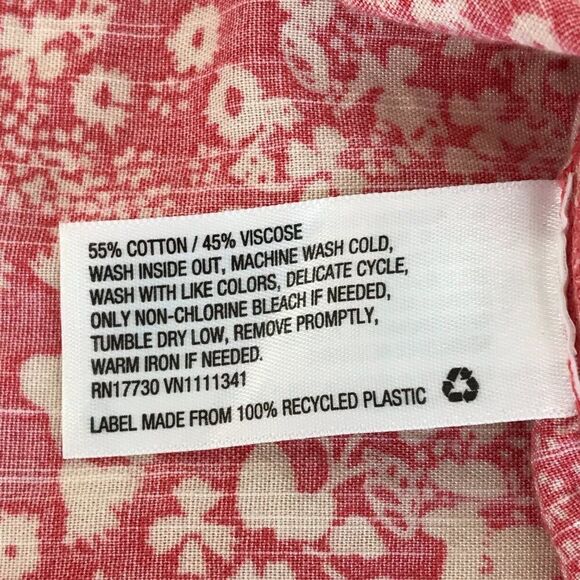 55% COTTON / 45% VISCOSE
WASH INSIDE OUT, MACHINE WASH COLD,
WASH WITH LIKE COLORS, DELICATE CYCLE,
ONLY NON-CHLORINE BLEACH IF NEEDED,
TUMBLE DRY LOW, REMOVE PROMPTLY,
WARM IRON IF NEEDED.
RN17730 VN1111341
LABEL MADE FROM 100% RECYCLED PLASTIC